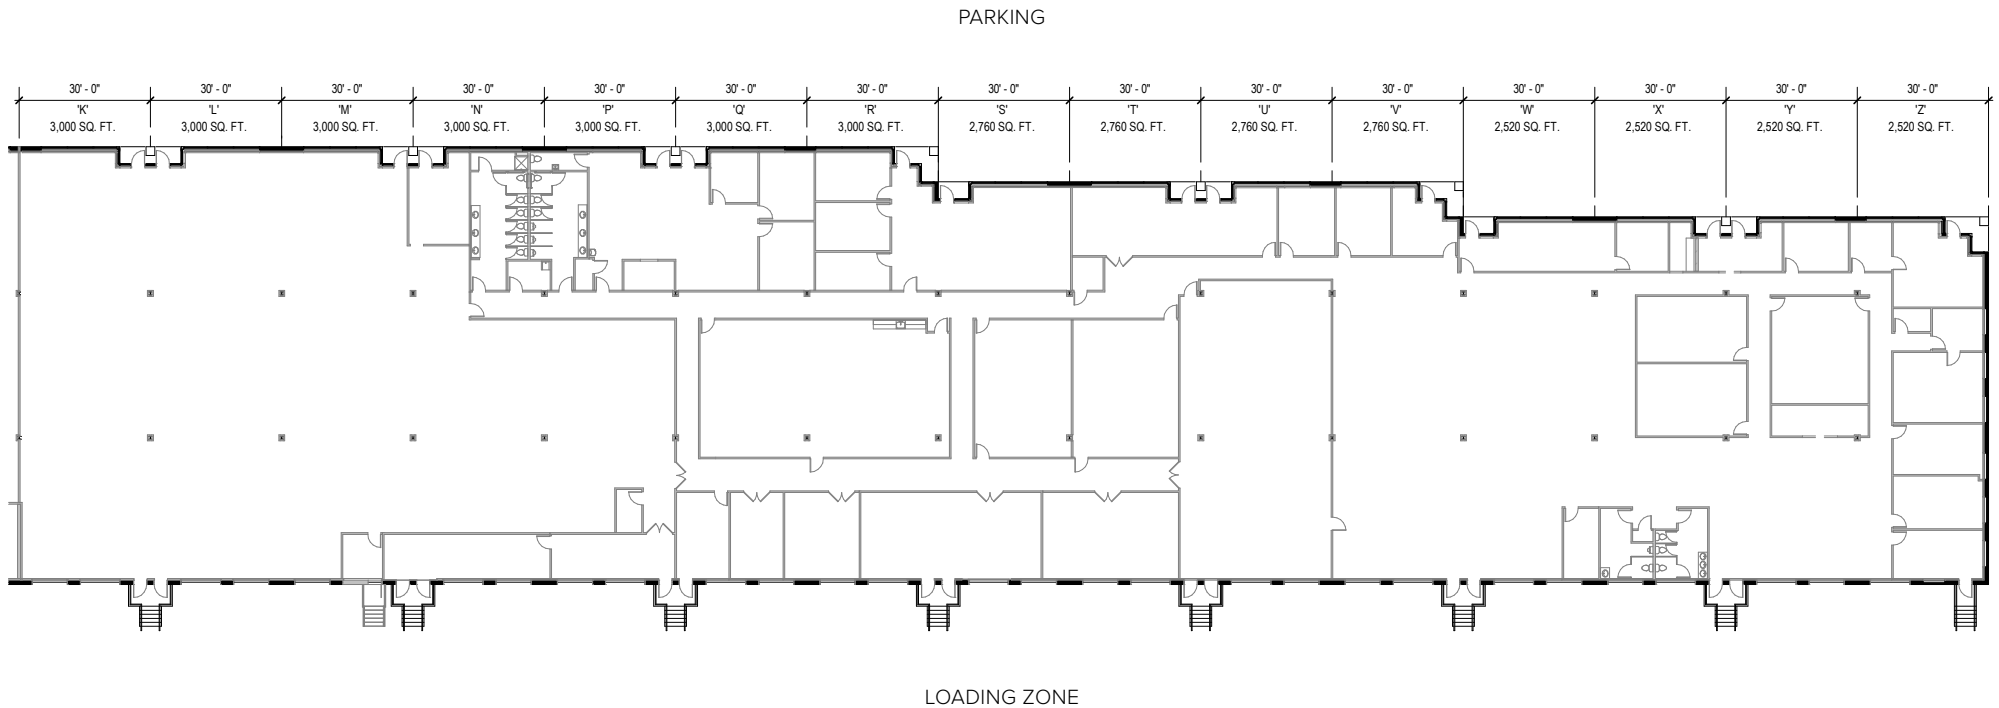 PARKING
30' - 0" 30' - 0" 30' - 0" 30' - 0" 30' - 0" 30' - 0" 30' - 0" 30' - 0" 30' - 0" 30' - 0" 30' - 0" 30' - 0" 30' - 0" 30' - 0" 30' - 0"
'K' 'L' 'M' 'N' 'P' 'Q' 'R' 'S' 'T' 'U' 'V' 'W' 'X' 'Y' 'Z'
3,000 SQ. FT. 3,000 SQ. FT. 3,000 SQ. FT. 3,000 SQ. FT. 3,000 SQ. FT. 3,000 SQ. FT. 3,000 SQ. FT. 2,760 SQ. FT. 2,760 SQ. FT. 2,760 SQ. FT. 2,760 SQ. FT. 2,520 SQ. FT. 2,520 SQ. FT. 2,520 SQ. FT. 2,520 SQ. FT.
LOADING ZONE